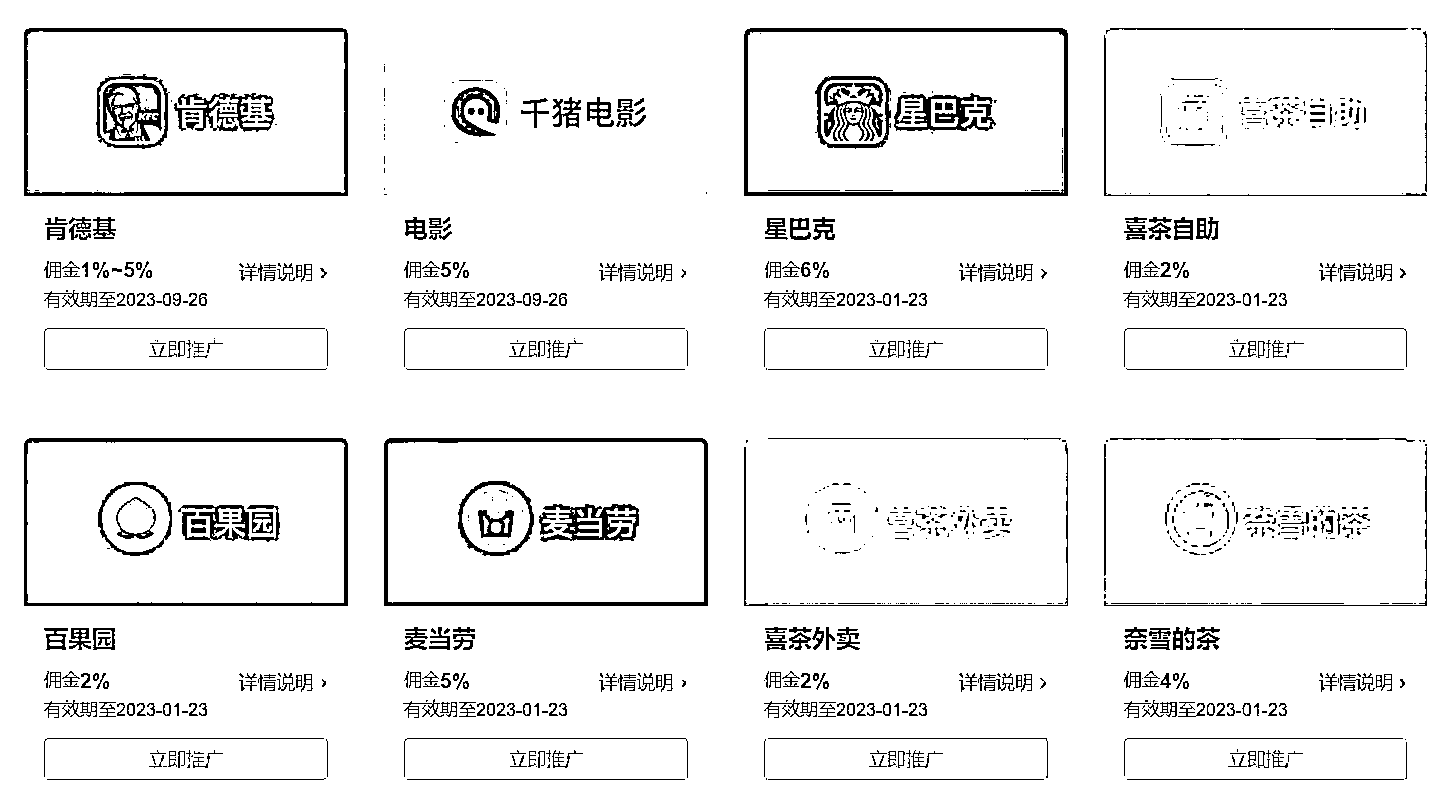 肯德基
千猪电影
星巴克
喜茶自助
肯德基
电影
星巴克
喜茶自助
佣金1%~5%
详情说明 ›
佣金5%
详情说明 ›
佣金6%
详情说明 ›
佣金2%
详情说明 ›
有效期至2023-09-26
有效期至2023-09-26
有效期至2023-01-23
有效期至2023-01-23
立即推广
立即推广
立即推广
立即推广
百果园
麦当劳
喜茶外卖
奈雪的茶
百果园
麦当劳
喜茶外卖
奈雪的茶
佣金2%
详情说明 ›
佣金5%
详情说明 ›
佣金2%
详情说明 ›
佣金4%
详情说明 ›
有效期至2023-01-23
有效期至2023-01-23
有效期至2023-01-23
有效期至2023-01-23
立即推广
立即推广
立即推广
立即推广